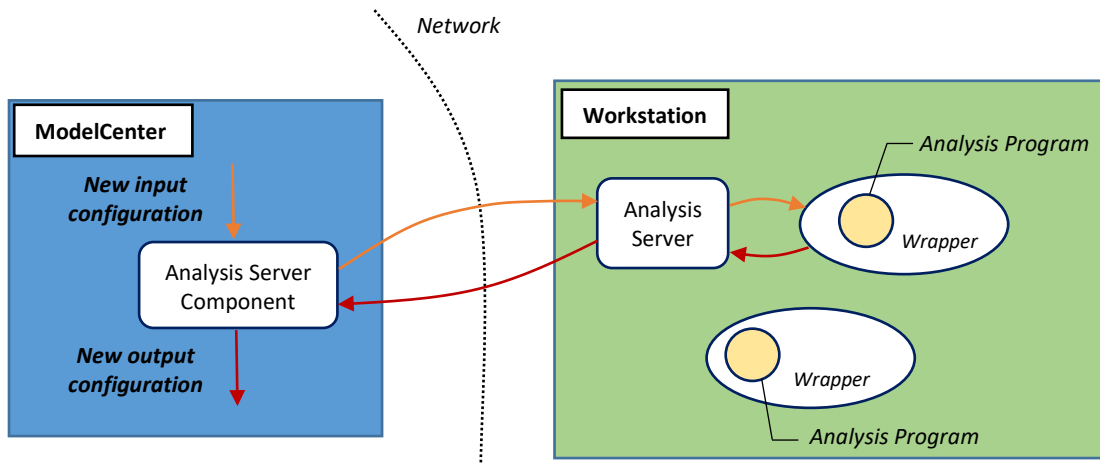 Network
ModelCenter
New input
configuration
Analysis Server
Component
New output
configuration
Workstation
Analysis Program
Analysis
Server
Wrapper
Wrapper
Analysis Program